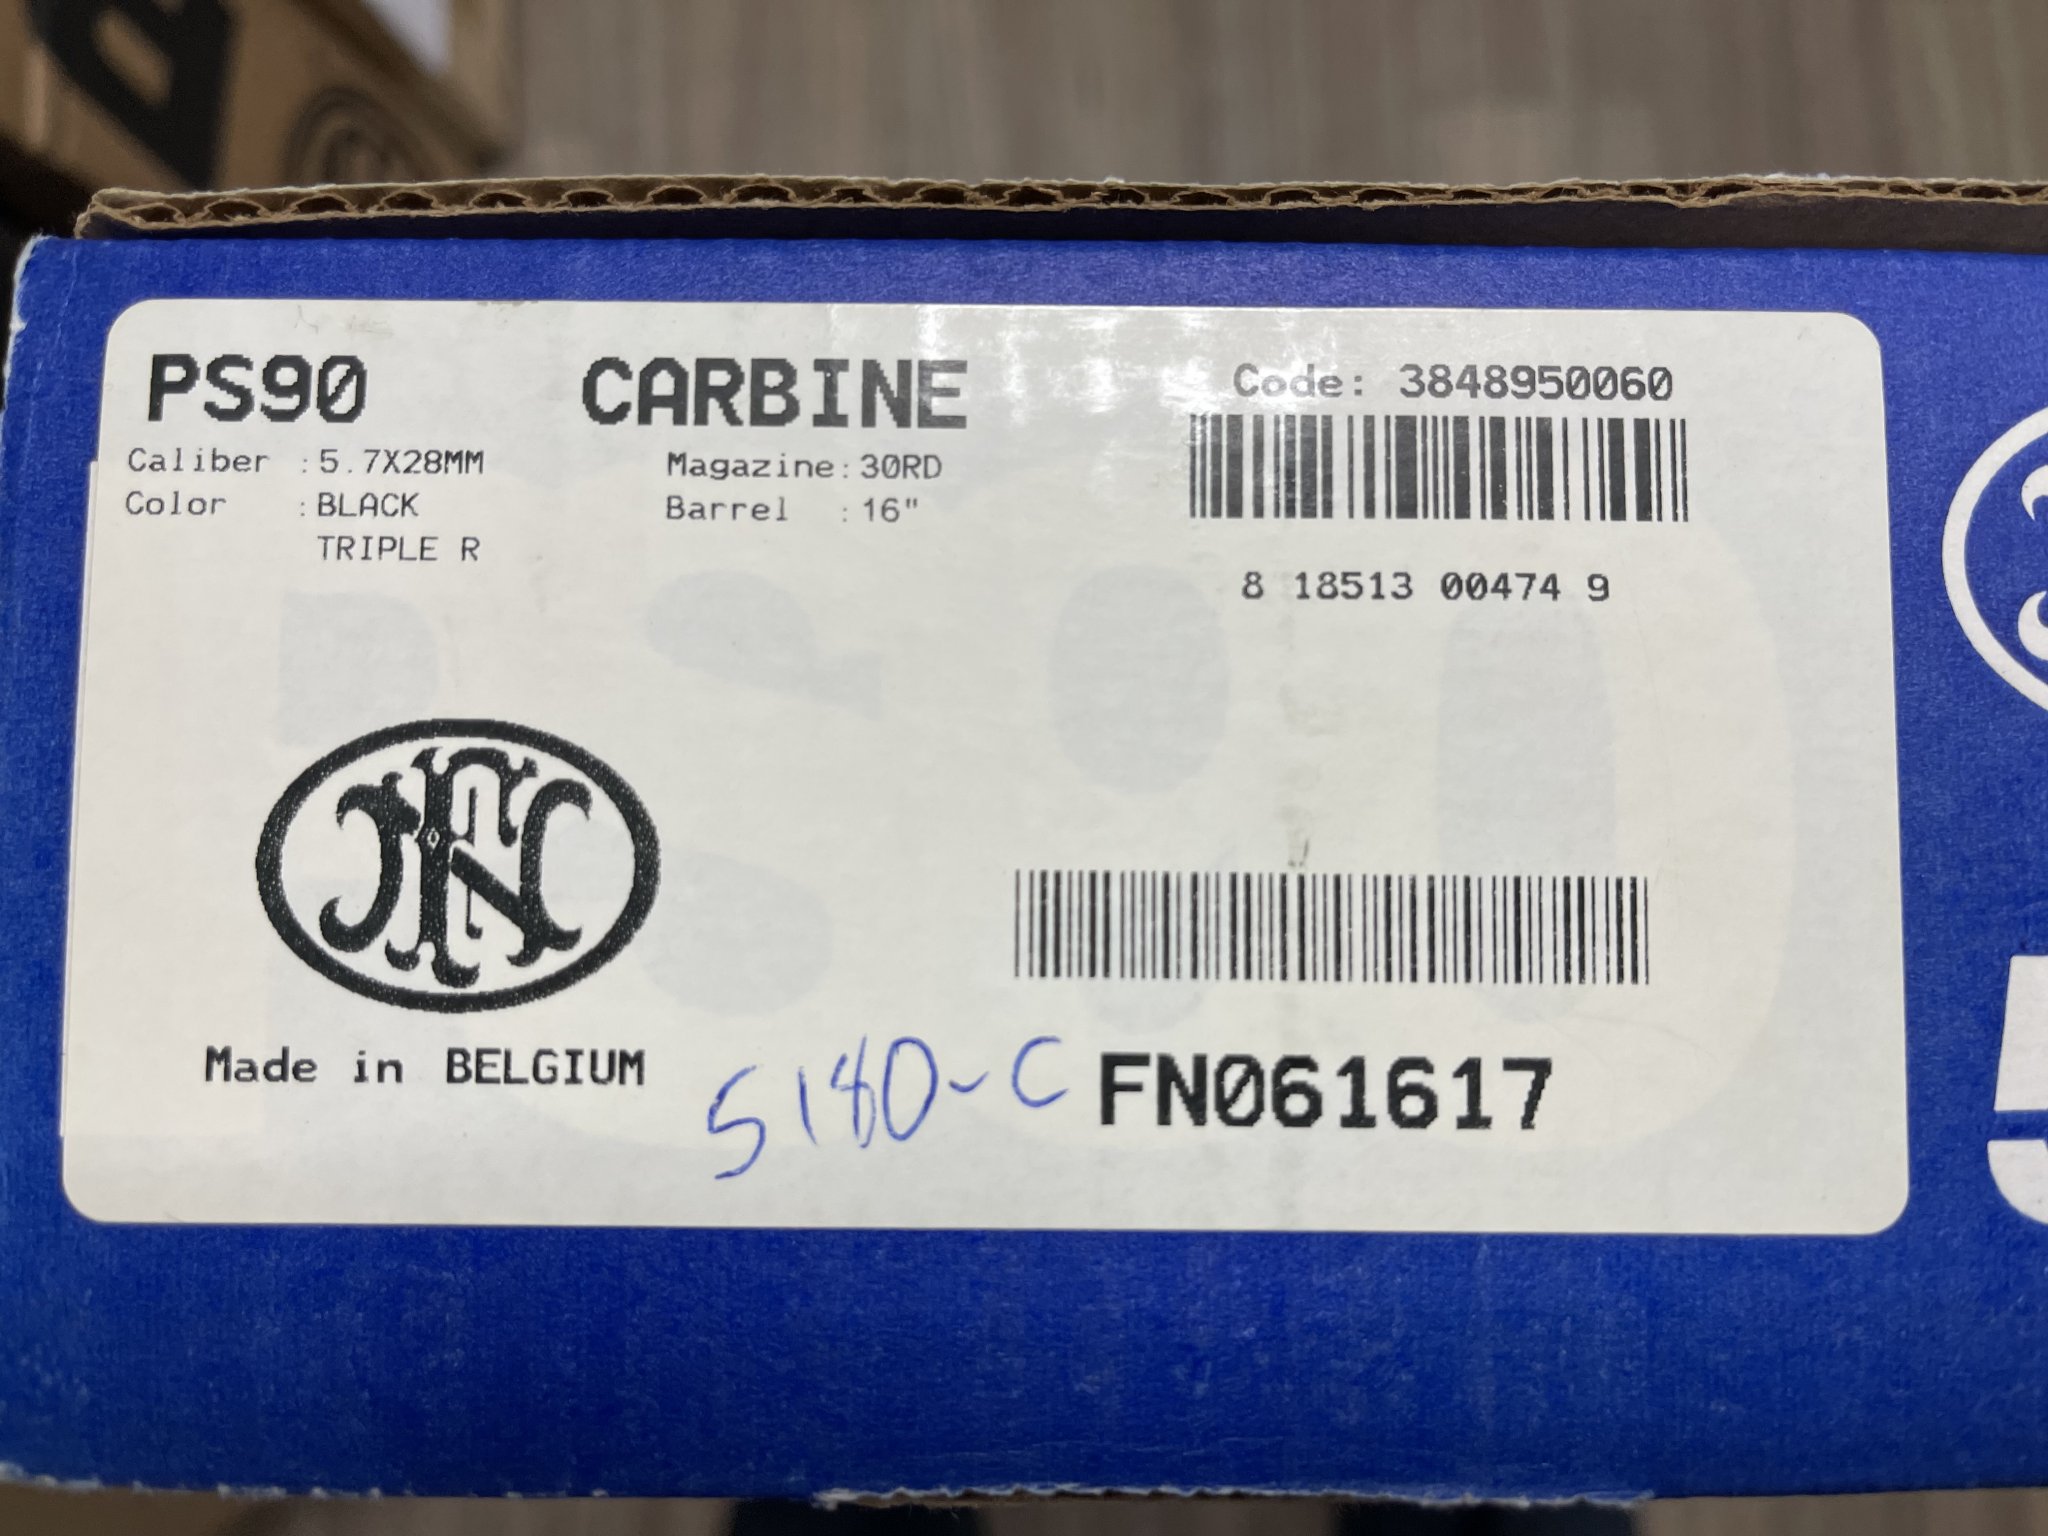 PS90 CARBINE
Code: 3848950060
Caliber :5.7X28MM Magazine:30RD
Color :BLACK Barrel :16"
TRIPLE R
8 18513 00474 9
FN
Made in BELGIUM
5180-C FN061617